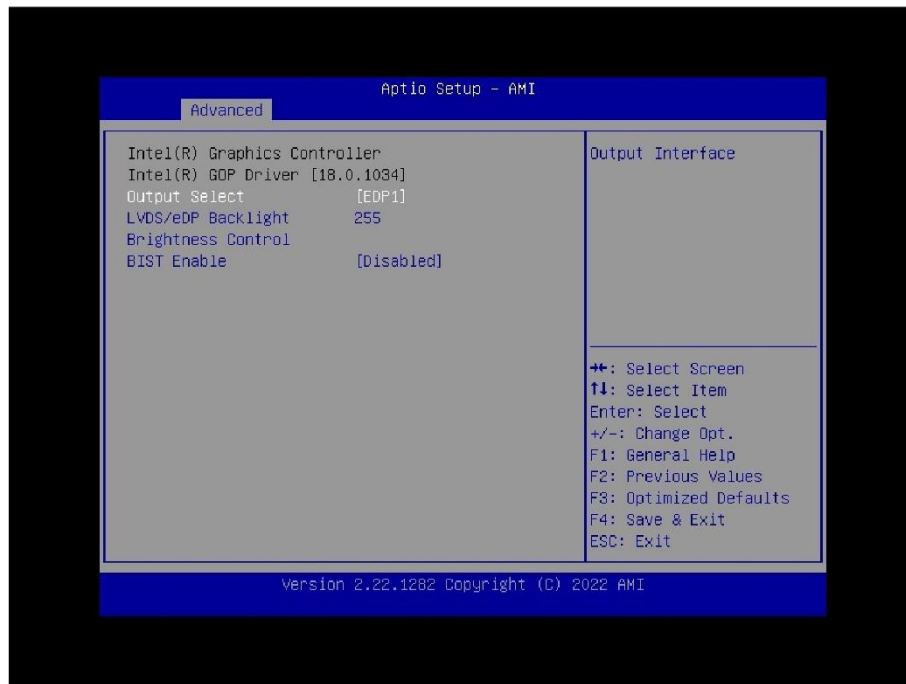 Aptio Setup - AMI
Advanced
Intel(R) Graphics Controller
Intel(R) GOP Driver [18.0.1034]
Output Select [EDP1]
LVDS/eDP Backlight 255
Brightness Control
BIST Enable [Disabled]
Output Interface
→←: Select Screen
↑↓: Select Item
Enter: Select
+/-: Change Opt.
F1: General Help
F2: Previous Values
F3: Optimized Defaults
F4: Save & Exit
ESC: Exit
Version 2.22.1282 Copyright (C) 2022 AMI